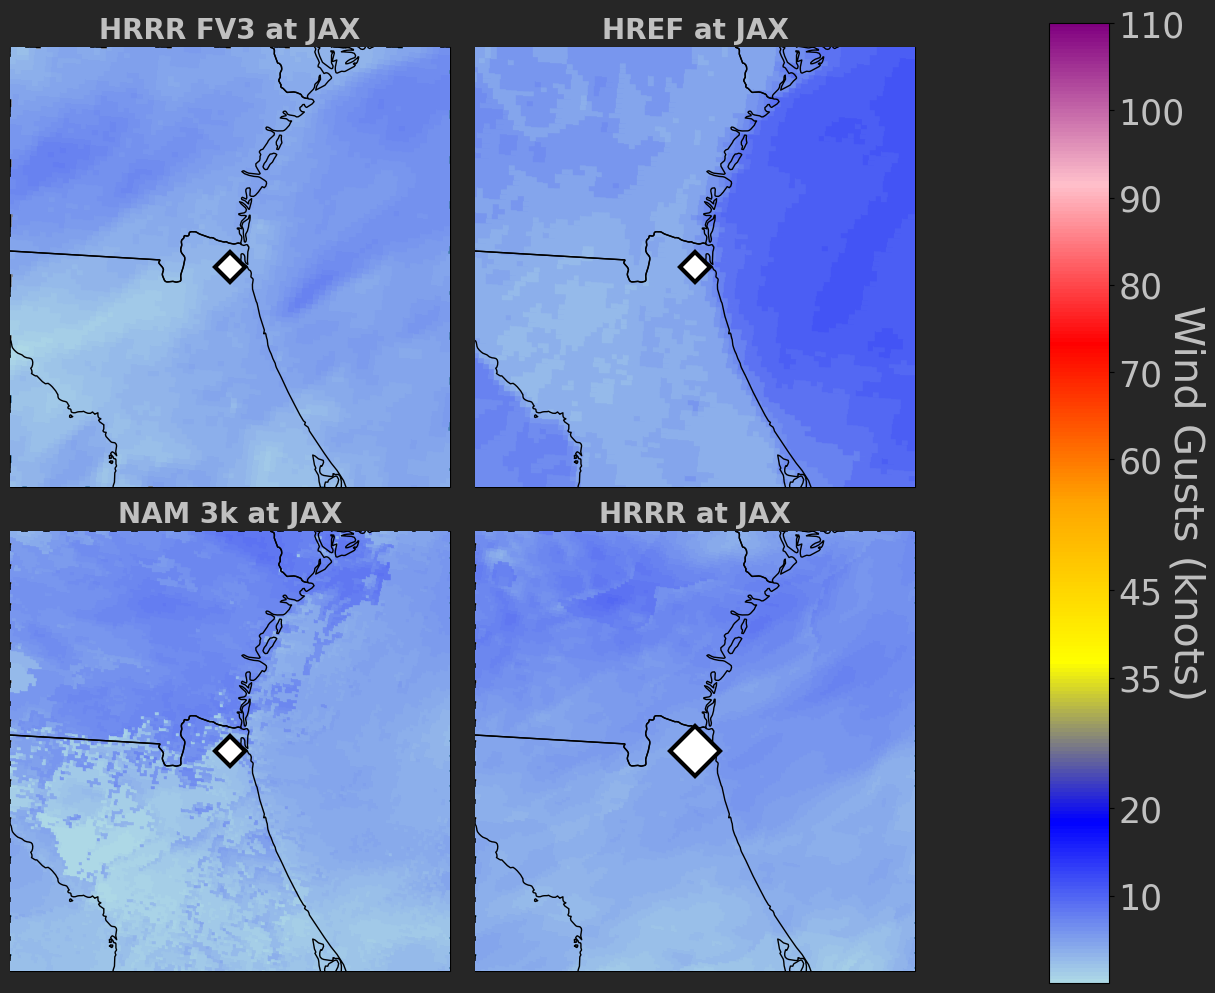 HRRR FV3 at JAX
HREF at JAX
NAM 3k at JAX
HRRR at JAX
110
100
90
80
70
60
45
35
20
10
Wind Gusts (knots)